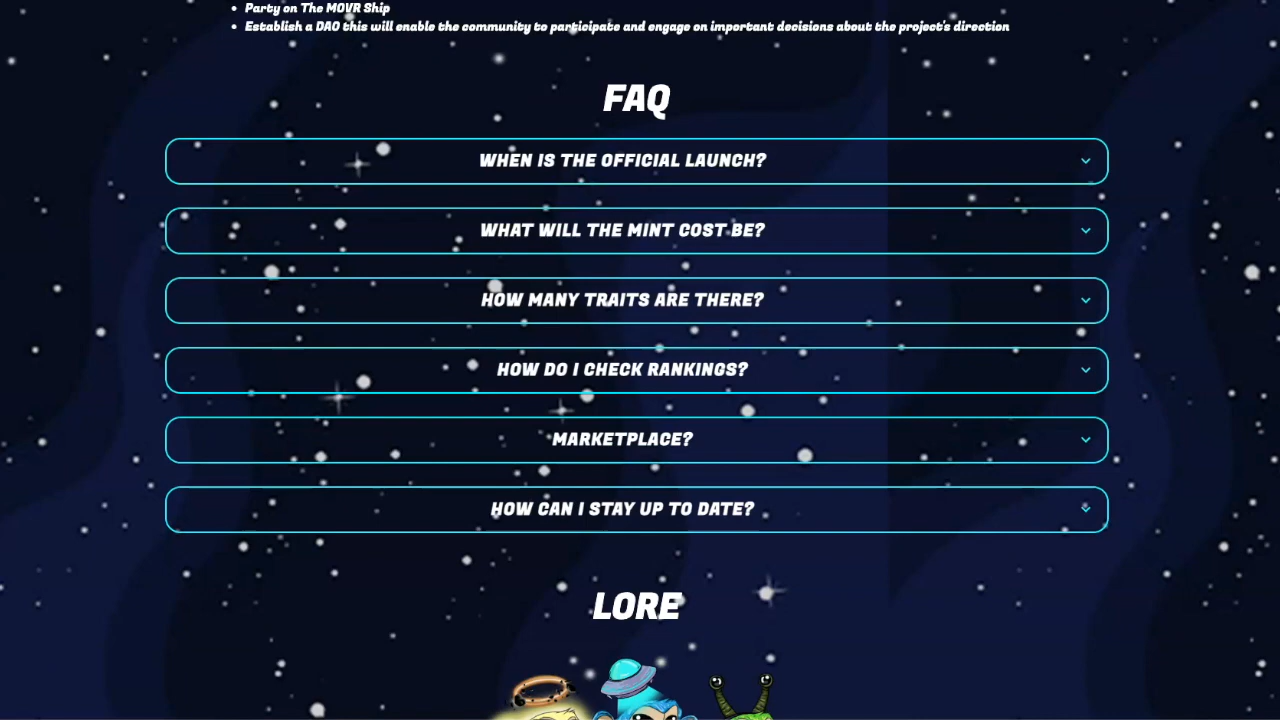 Party on The MOVR Ship
Establish a DAO this will enable the community to participate and engage on important decisions about the project's direction
FAQ
WHEN IS THE OFFICIAL LAUNCH?
WHAT WILL THE MINT COST BE?
HOW MANY TRAITS ARE THERE?
HOW DO I CHECK RANKINGS?
MARKETPLACE?
HOW CAN I STAY UP TO DATE?
LORE